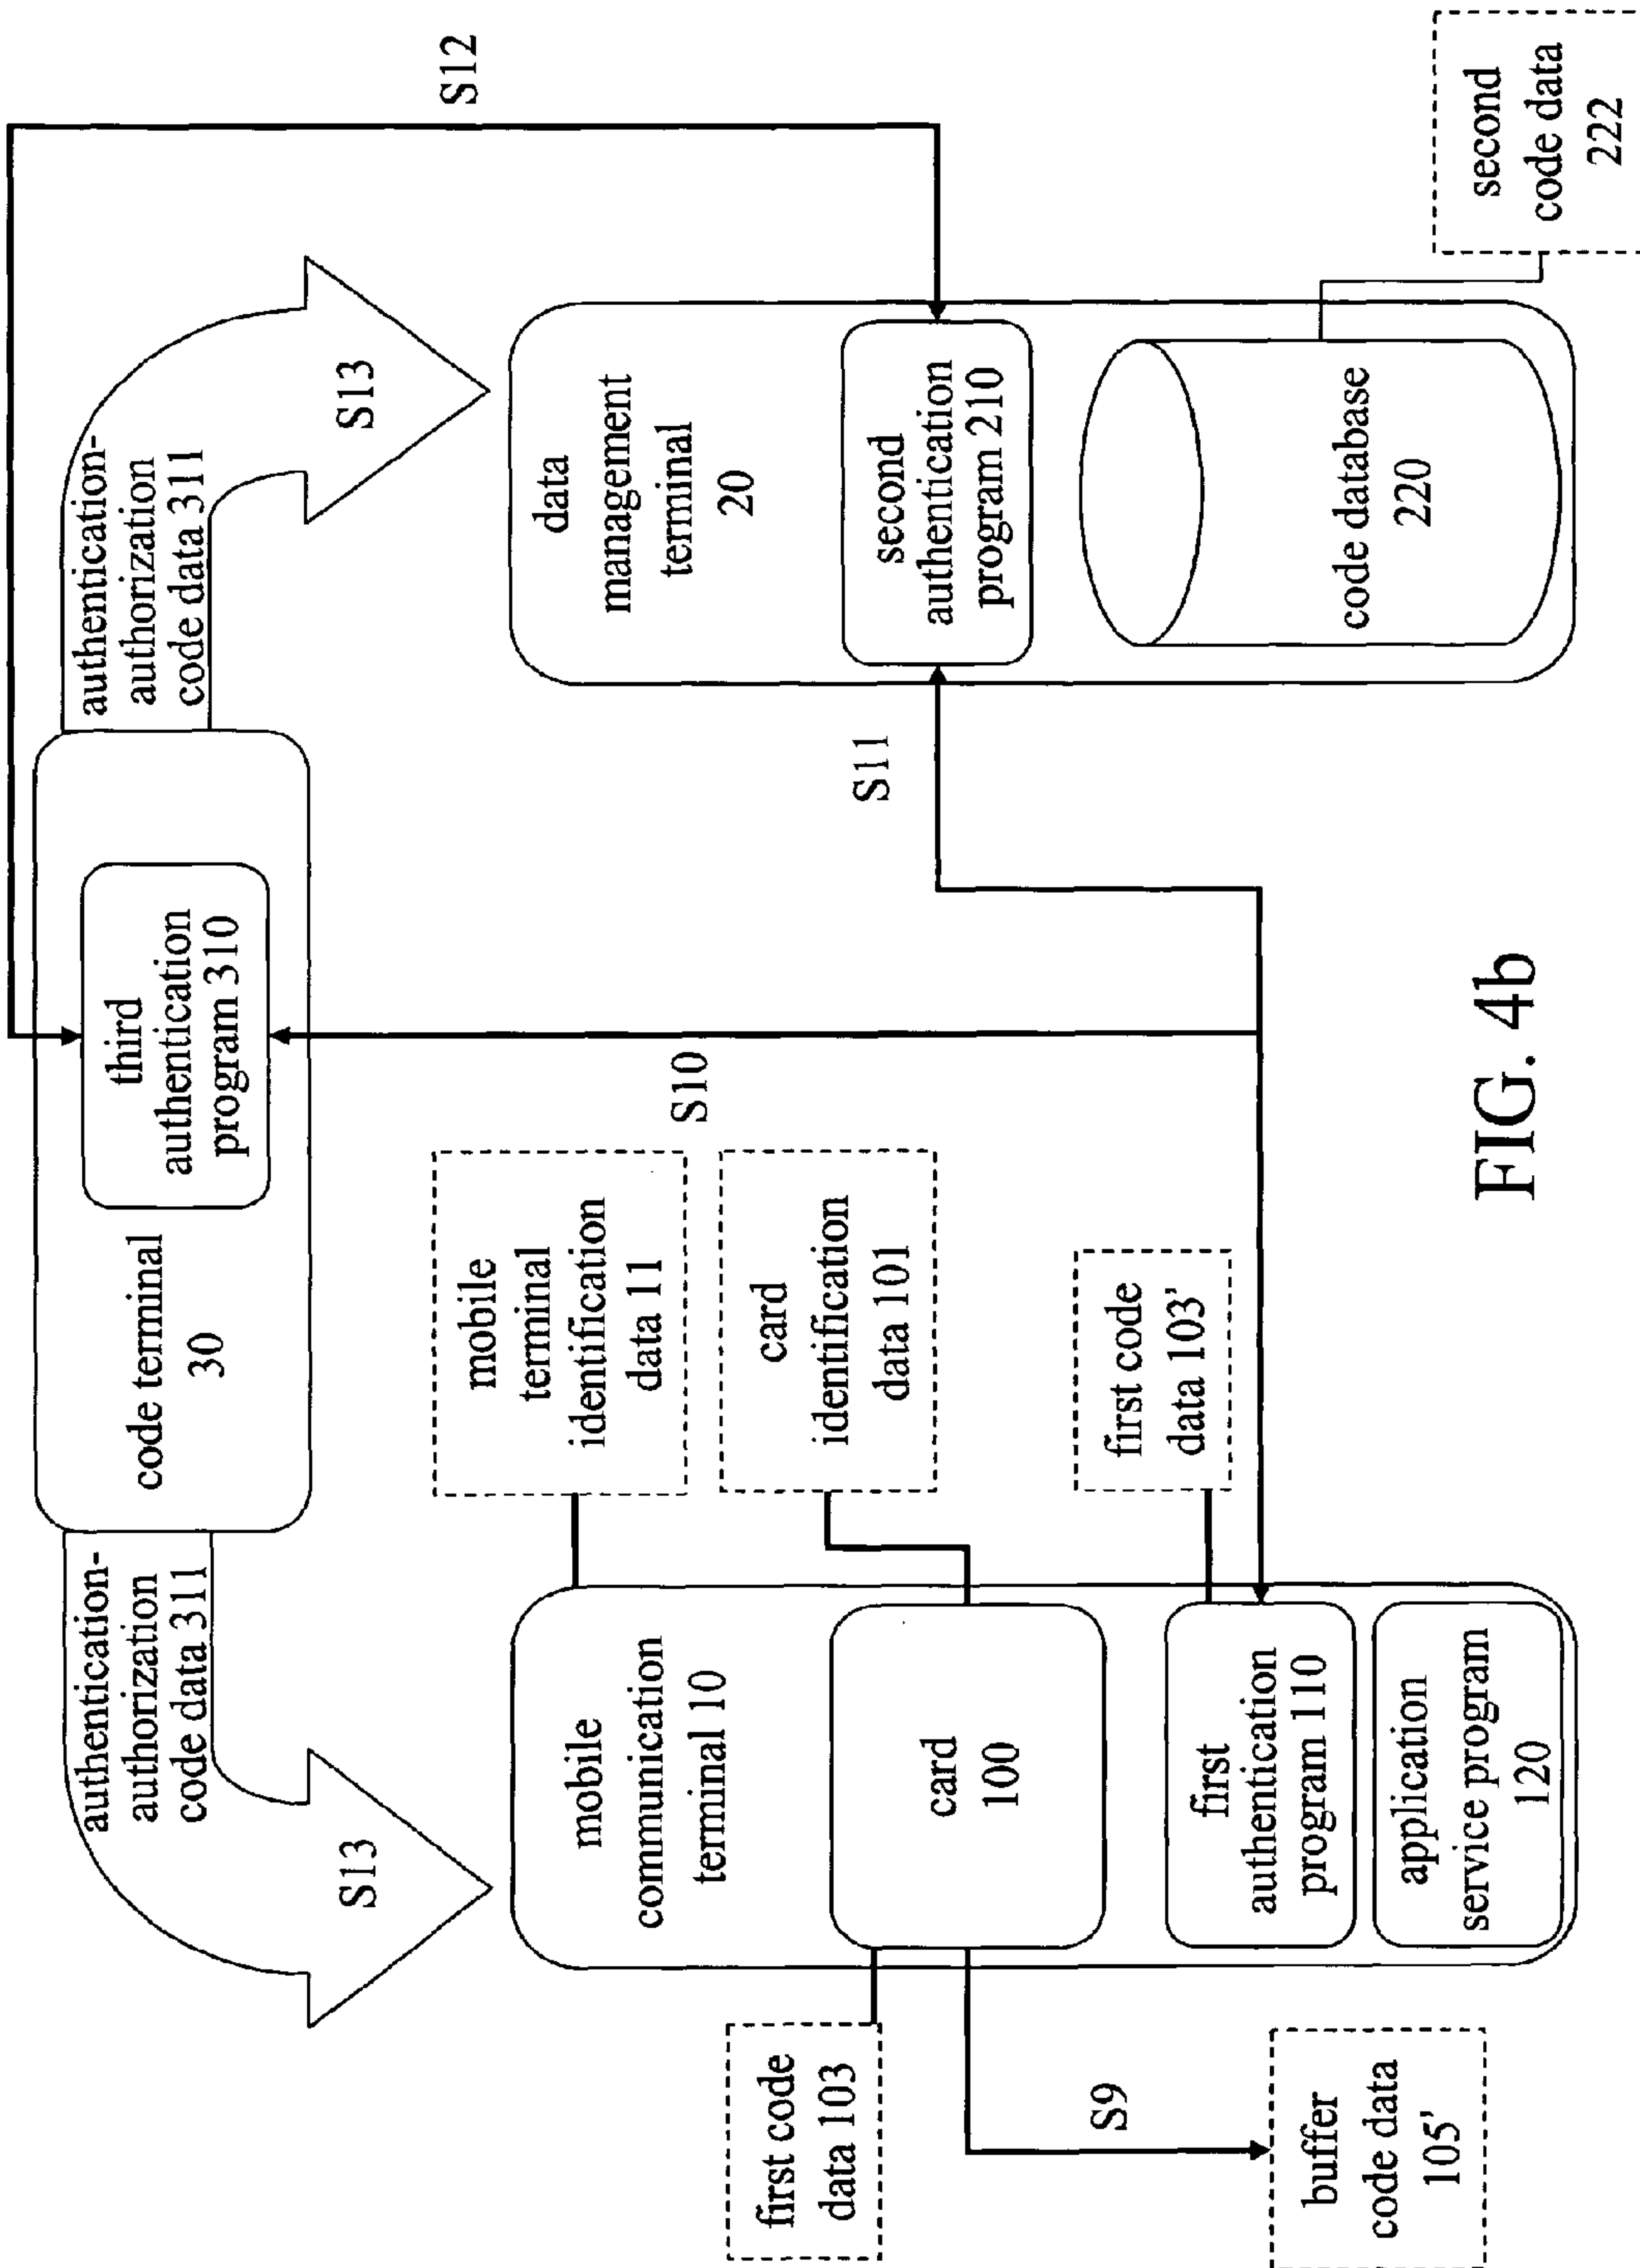 authentication-
authorization
code data 311
S13
code terminal
30
third
authentication
program 310
authentication-
authorization
code data 311
S13
S12
mobile
terminal
identification
data 11
S10
card
identification
data 101
first code
data 103
S9
buffer
code data
105'
mobile
communication
terminal 10
card
100
first
authentication
program 110
application
service program
120
first code
data 103'
S11
data
management
terminal
20
second
authentication
program 210
code database
220
second
code data
222
FIG. 4b